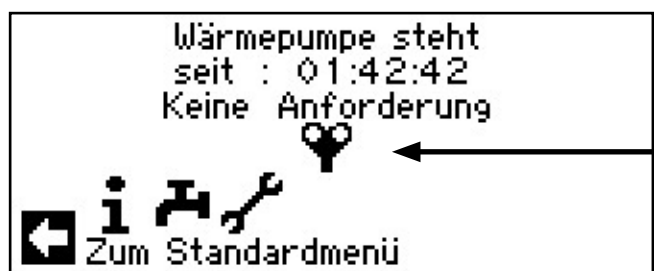 Wärmepumpe steht
seit : 01:42:42
Keine Anforderung
Zum Standardmenü